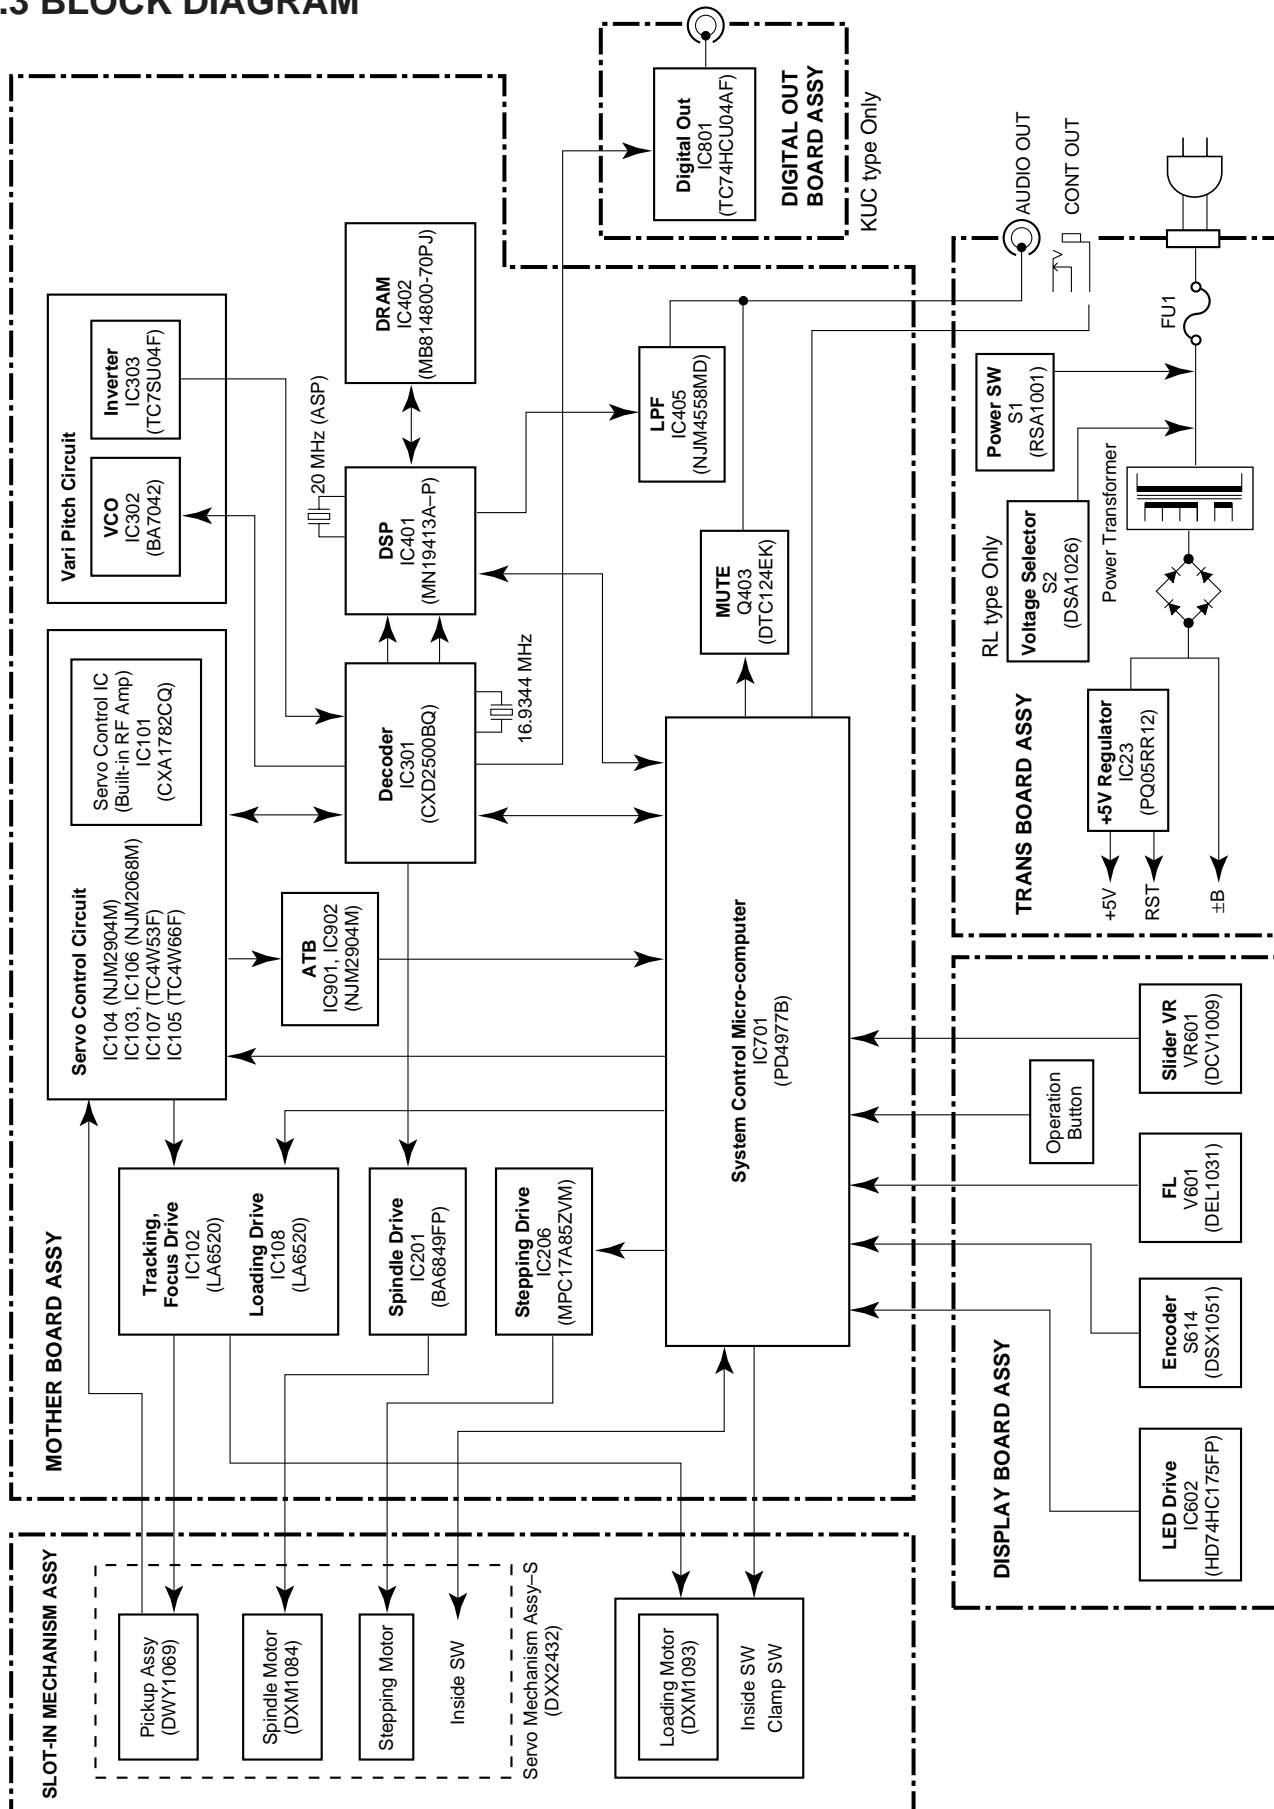 .3 BLOCK DIAGRAM
SLOT-IN MECHANISM ASSY
Pickup Assy
(DWY1069)
Spindle Motor
(DXM1084)
Stepping Motor
Inside SW
Servo Mechanism Assy–S
(DXX2432)
Loading Motor
(DXM1093)
Inside SW
Clamp SW
MOTHER BOARD ASSY
Tracking,
Focus Drive
IC102
(LA6520)
Loading Drive
IC108
(LA6520)
Spindle Drive
IC201
(BA6849FP)
Stepping Drive
IC206
(MPC17A85ZVM)
Servo Control Circuit
IC104 (NJM2904M)
IC103, IC106 (NJM2068M)
IC107 (TC4W53F)
IC105 (TC4W66F)
Servo Control IC
(Built-in RF Amp)
IC101
(CXA1782CQ)
ATB
IC901, IC902
(NJM2904M)
System Control Micro-computer
IC701
(PD4977B)
Vari Pitch Circuit
VCO
IC302
(BA7042)
Inverter
IC303
(TC7SU04F)
Decoder
IC301
(CXD2500BQ)
16.9344 MHz
DSP
IC401
(MN19413A–P)
20 MHz (ASP)
DRAM
IC402
(MB814800-70PJ)
MUTE
Q403
(DTC124EK)
LPF
IC405
(NJM4558MD)
Digital Out
IC801
(TC74HCU04AF)
DIGITAL OUT
BOARD ASSY
KUC type Only
AUDIO OUT
CONT OUT
DISPLAY BOARD ASSY
LED Drive
IC602
(HD74HC175FP)
Encoder
S614
(DSX1051)
FL
V601
(DEL1031)
Operation
Button
Slider VR
VR601
(DCV1009)
TRANS BOARD ASSY
+5V
RST
±B
+5V Regulator
IC23
(PQ05RR12)
RL type Only
Voltage Selector
S2
(DSA1026)
Power Transformer
Power SW
S1
(RSA1001)
FU1